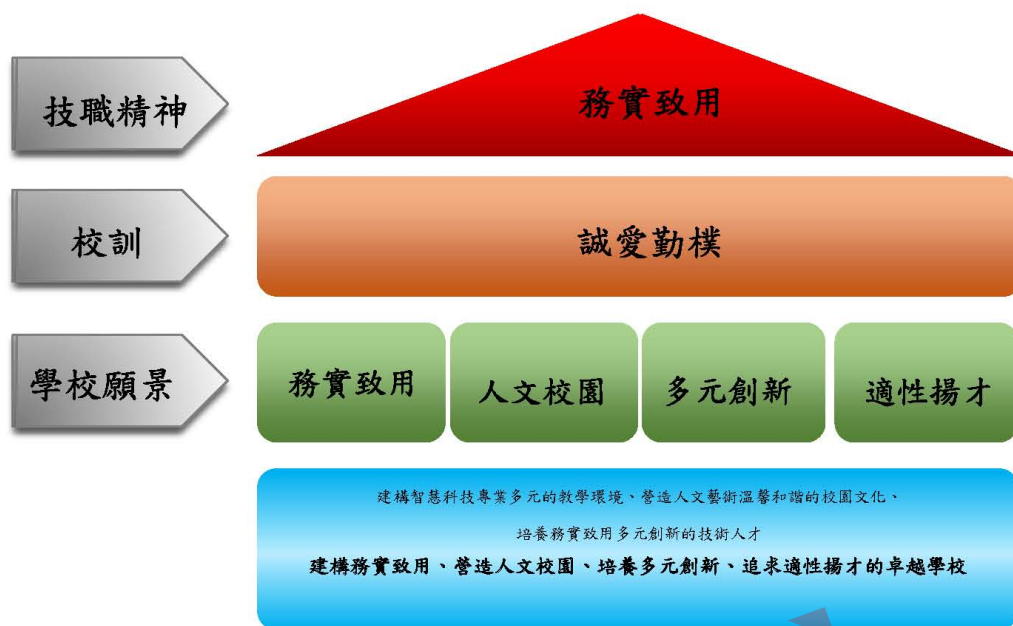 技職精神
務實致用
校訓
誠愛勤樸
學校願景
務實致用
人文校園
多元創新
適性揚才
建構智慧科技專業多元的教學環境、營造人文藝術溫馨和諧的校園文化、
培養務實致用多元創新的技術人才
建構務實致用、營造人文校園、培養多元創新、追求適性揚才的卓越學校